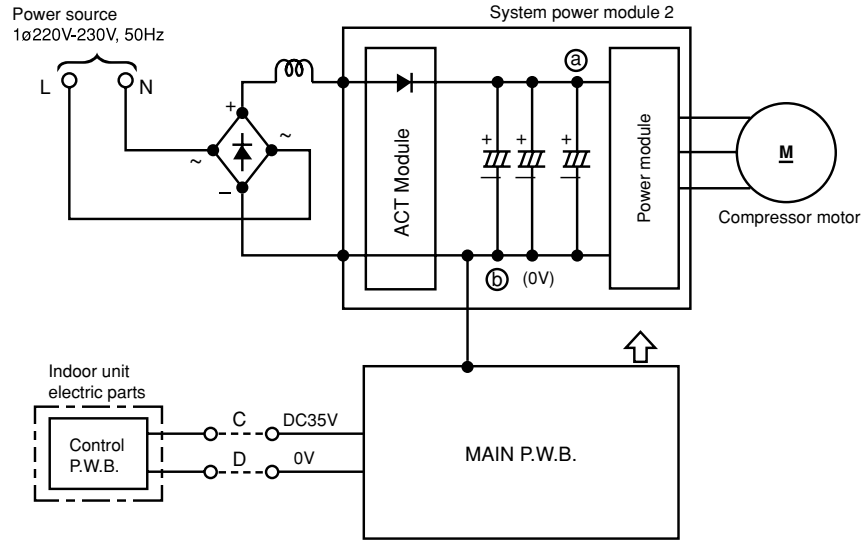 Power source
1ø220V-230V, 50Hz
System power module 2
L
N
+
~
~
–
ACT Module
a
+
+
+
Power module
M
Compressor motor
b
(0V)
Indoor unit
electric parts
Control
P.W.B.
C
DC35V
D
0V
MAIN P.W.B.